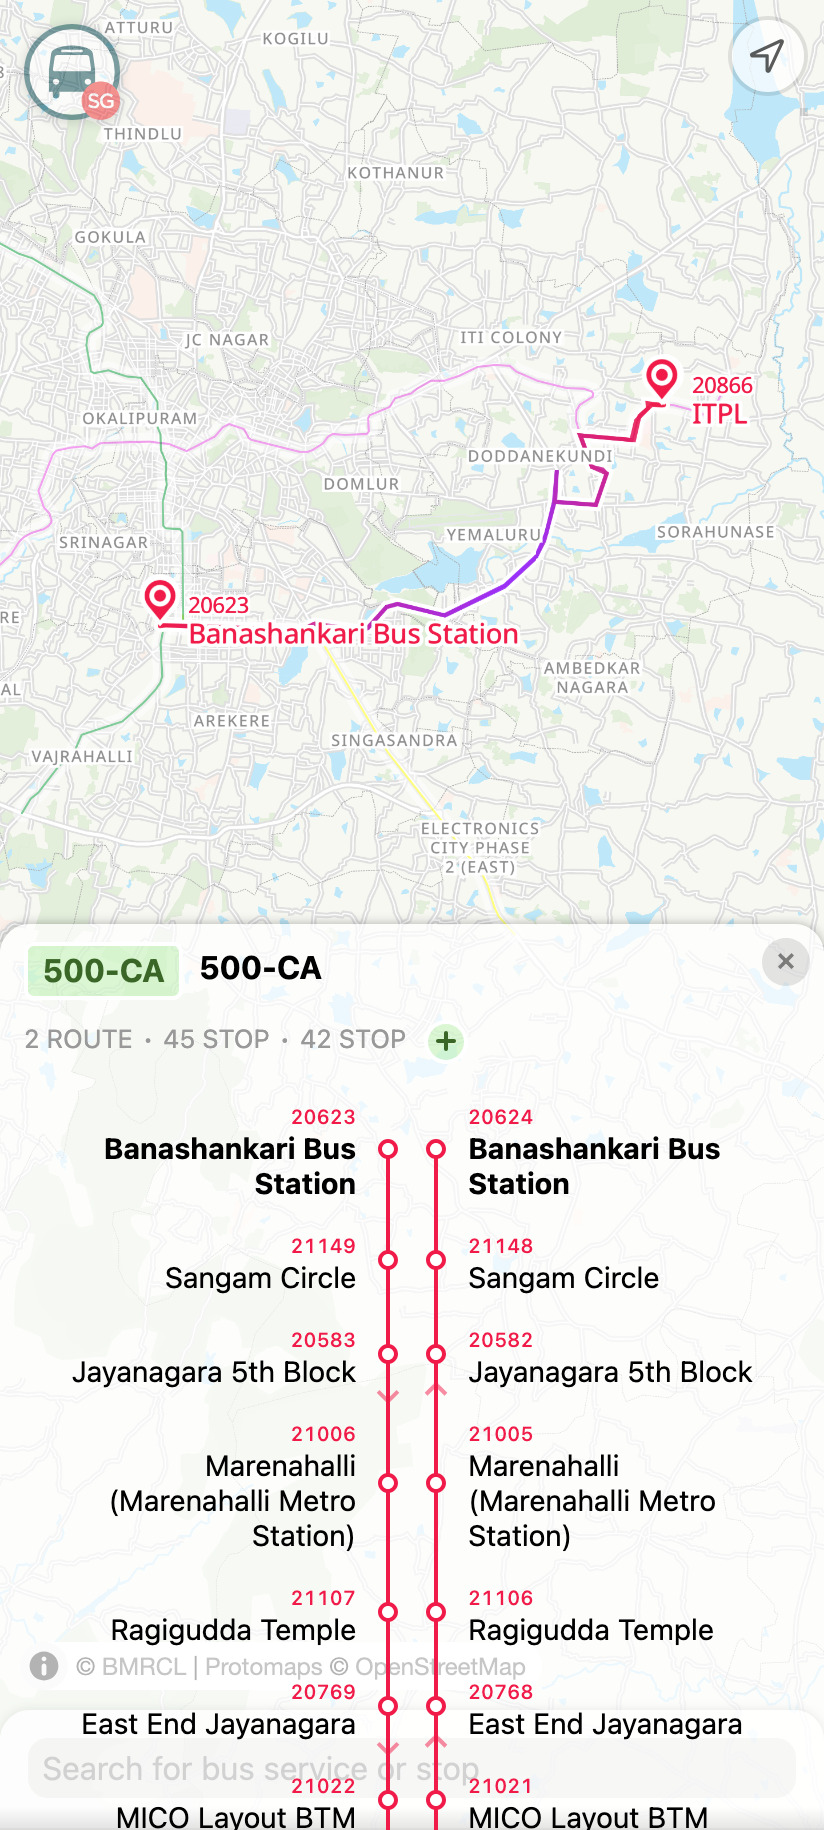 ATTURU
KOGILU
SG
THINDLU
KOTHANUR
GOKULA
JC NAGAR
ITI COLONY
20866
ITPL
OKALIPURAM
DODDANEKUNDI
DOMLUR
SRINAGAR
YEMALURU
SORAHUNASE
RE
20623
Banashankari Bus Station
AL
AMBEDKAR
NAGARA
AREKERE
SINGASANDRA
VAJRAHALLI
ELECTRONICS
CITY PHASE
2 (EAST)
500-CA 500-CA
2 ROUTE · 45 STOP · 42 STOP
20623 20624
Banashankari Bus Banashankari Bus
Station Station
21149 21148
Sangam Circle Sangam Circle
20583 20582
Jayanagara 5th Block Jayanagara 5th Block
21006 21005
Marenahalli Marenahalli
(Marenahalli Metro (Marenahalli Metro
Station) Station)
21107 21106
Ragigudda Temple Ragigudda Temple
© BMRCL | Protomaps © OpenStreetMap
20769 20768
East End Jayanagara East End Jayanagara
Search for bus service or stop
21022 21021
MICO Layout BTM MICO Layout BTM